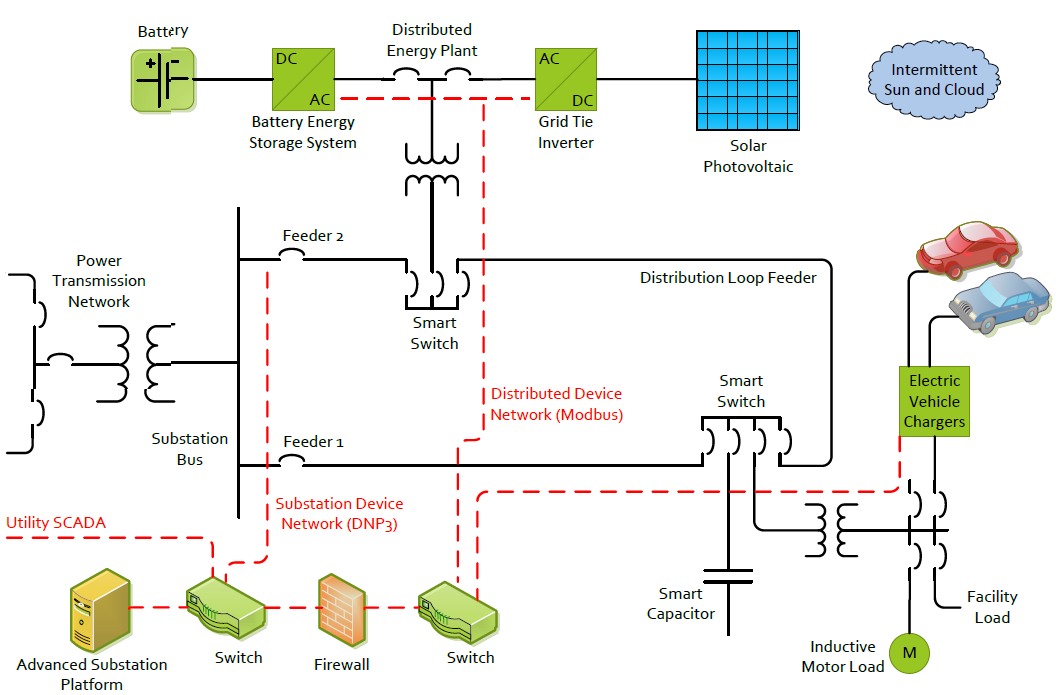 Battery
Distributed
Energy Plant
DC
AC
AC
DC
Intermittent
Sun and Cloud
Battery Energy
Storage System
Grid Tie
Inverter
Solar
Photovoltaic
Feeder 2
Power
Transmission
Network
Distribution Loop Feeder
Smart
Switch
Electric
Vehicle
Chargers
Smart
Switch
Distributed Device
Network (Modbus)
Substation
Bus
Feeder 1
Substation Device
Network (DNP3)
Utility SCADA
Smart
Capacitor
Facility
Load
Inductive
Motor Load
M
Advanced Substation
Platform
Switch
Firewall
Switch